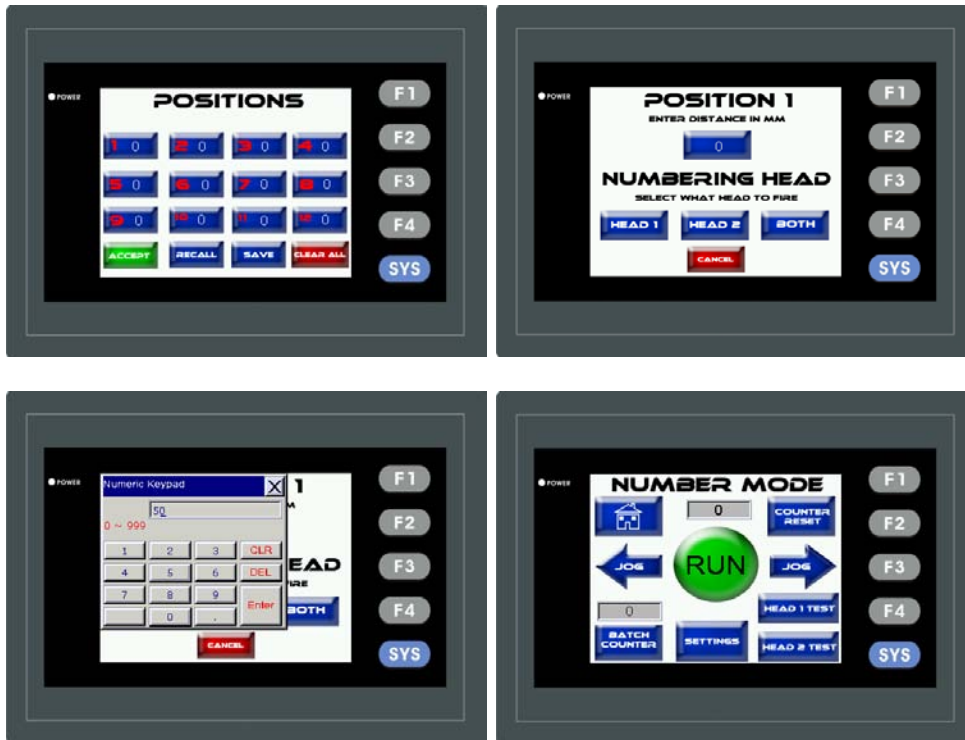 POWER
POSITIONS
1 0 2 0 3 0 4 0
5 0 6 0 7 0 8 0
9 0 10 0 11 0 12 0
ACCEPT RECALL SAVE CLEAR ALL
F1
F2
F3
F4
SYS
POWER
POSITION 1
ENTER DISTANCE IN MM
0
NUMBERING HEAD
SELECT WHAT HEAD TO FIRE
HEAD 1 HEAD 2 BOTH
CANCEL
F1
F2
F3
F4
SYS
POWER
Numeric Keypad X
50
0 ~ 999
1 2 3 CLR
4 5 6 DEL
7 8 9 Enter
0 .
1
M
EAD
IRE
BOTH
CANCEL
F1
F2
F3
F4
SYS
POWER
NUMBER MODE
0 COUNTER
RESET
JOG RUN JOG
0 HEAD 1 TEST
BATCH
COUNTER SETTINGS HEAD 2 TEST
F1
F2
F3
F4
SYS